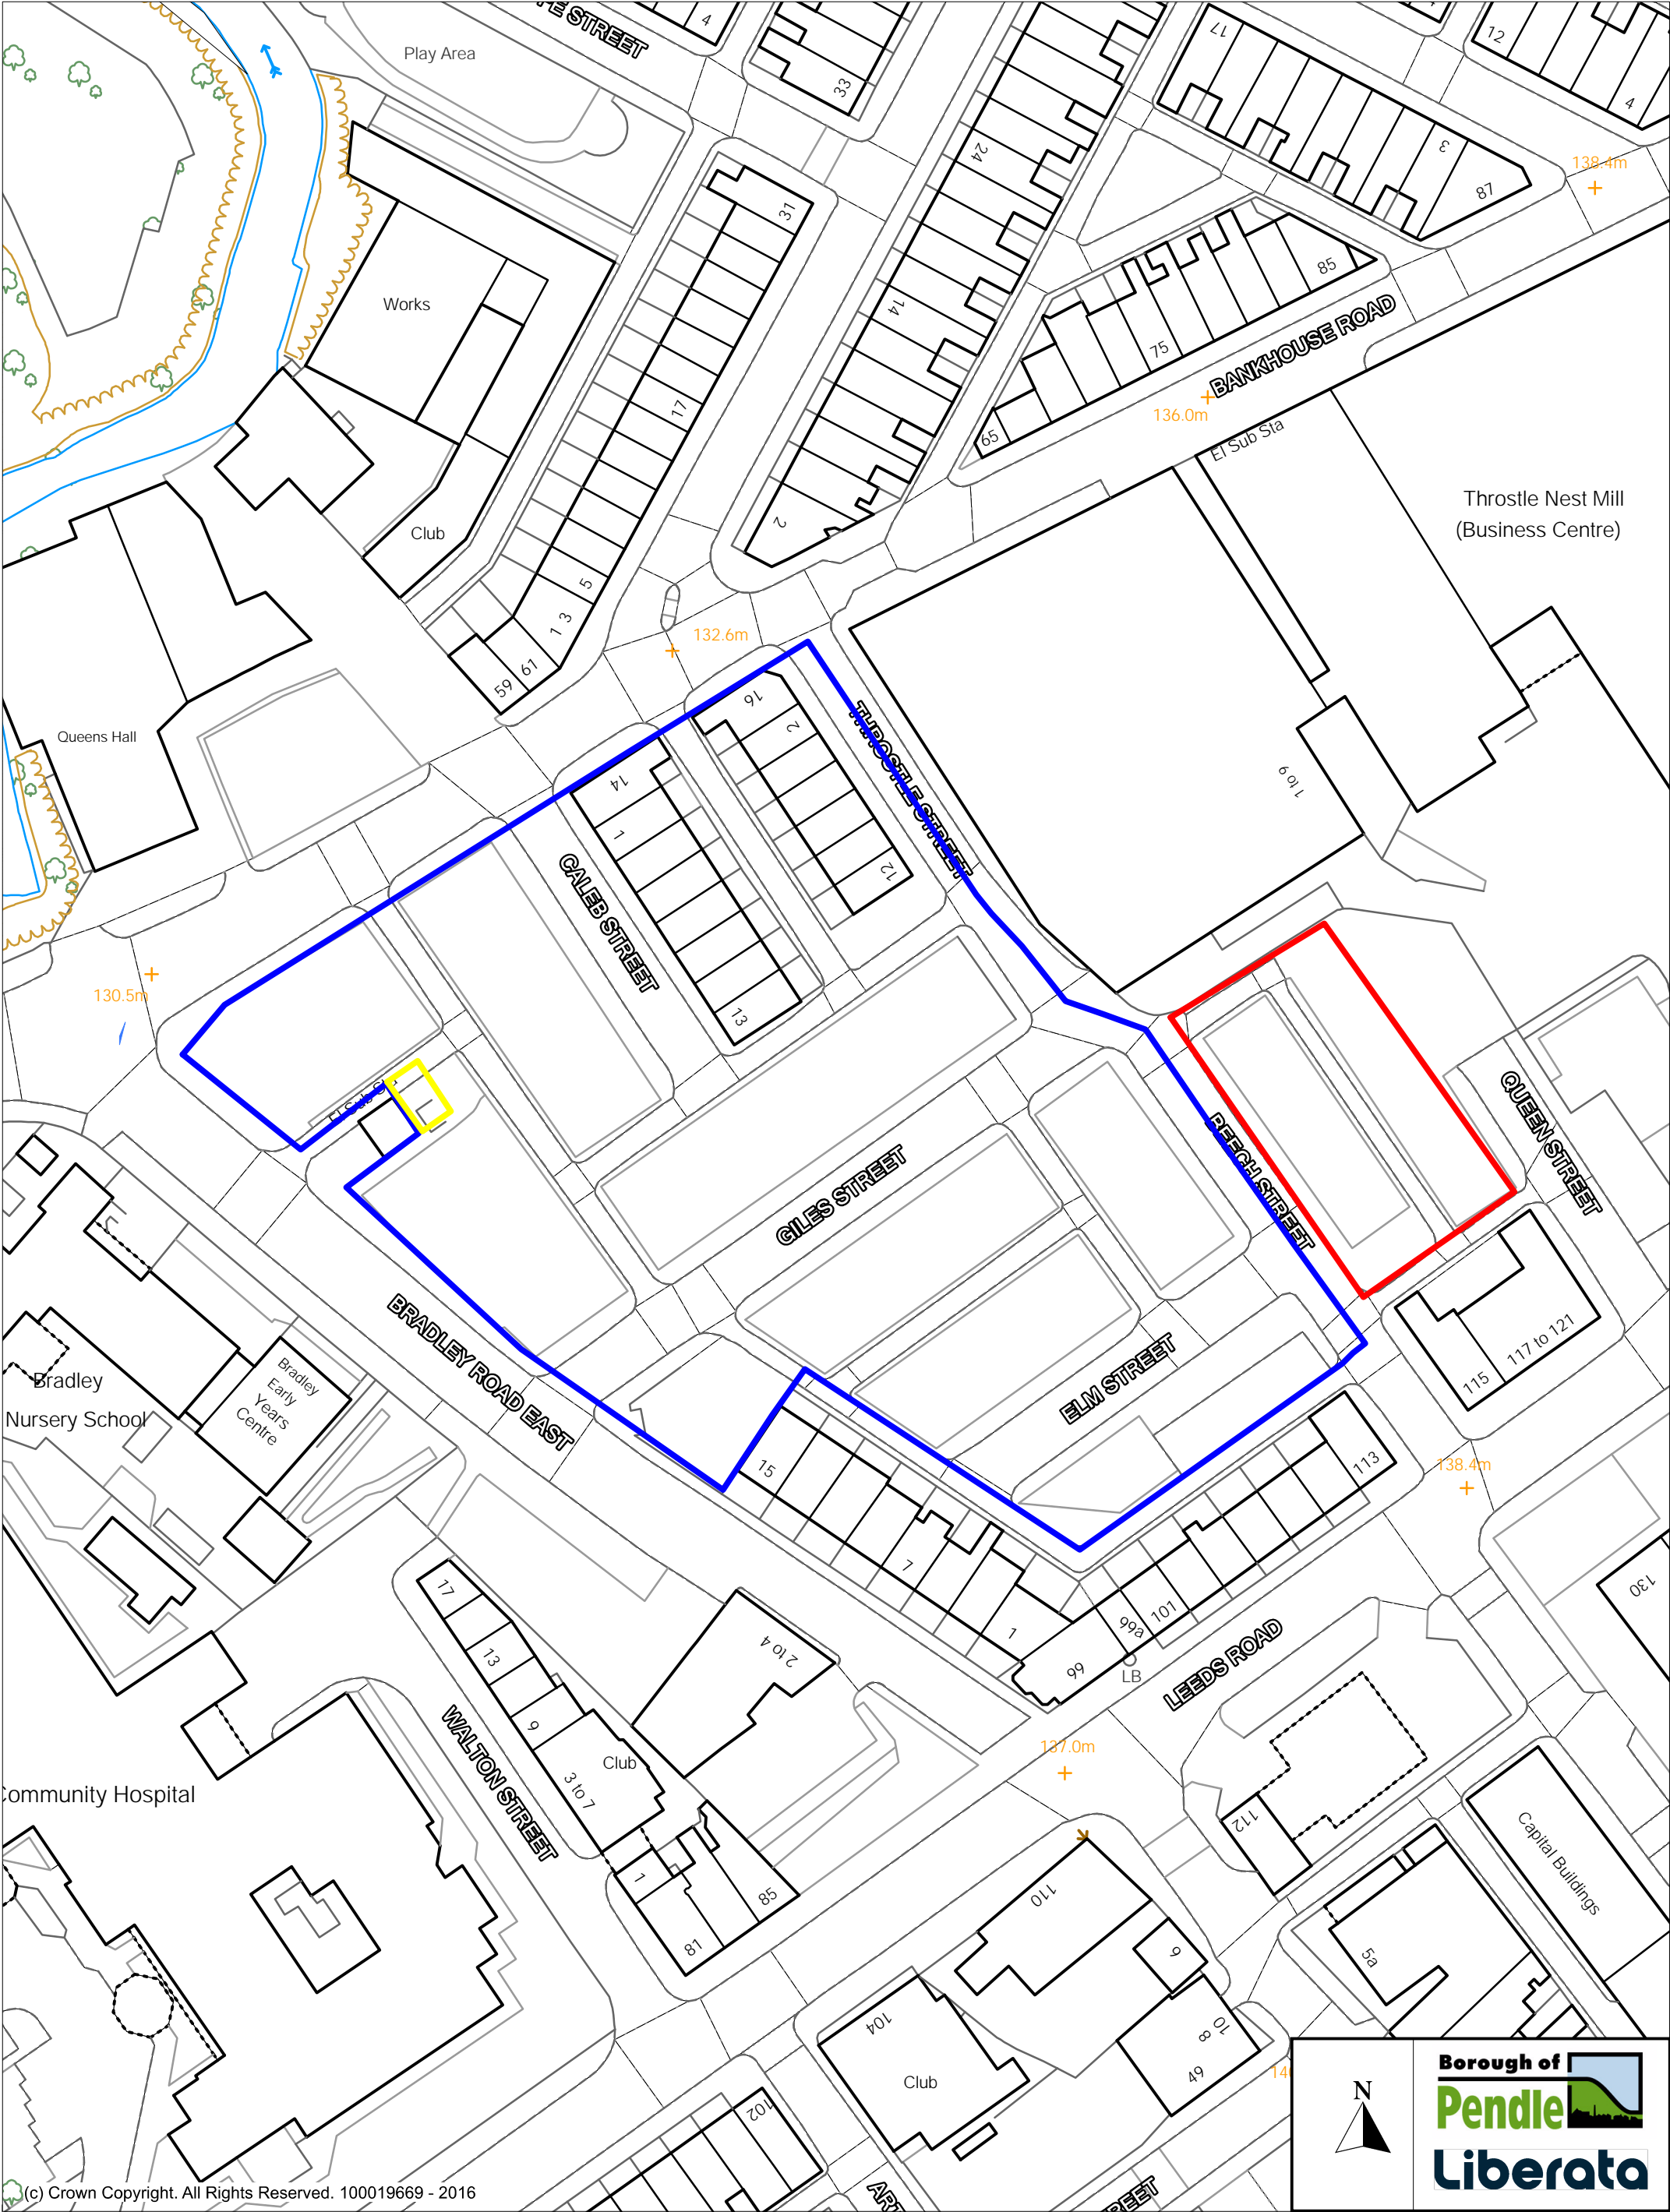 4
33
17
12
4
Play Area
24
3
87
138.4m
31
Works
14
85
75
BANKHOUSE ROAD
136.0m
65
El Sub Sta
17
Throstle Nest Mill
(Business Centre)
Club
2
5
3
1
61
59
132.6m
16
2
THROSTLE STREET
Queens Hall
14
1
1 to 9
12
CALEB STREET
130.5m
13
El Sub
QUEEN STREET
BEECH STREET
GILES STREET
BRADLEY ROAD EAST
ELM STREET
117 to 121
115
Bradley
Nursery School
Bradley
Early
Years
Centre
15
113
138.4m
7
17
13
9
3 to 7
Club
2 to 4
1
99
99a
101
LB
LEEDS ROAD
130
137.0m
WALTON STREET
Community Hospital
112
Capital Buildings
1
85
81
110
9
5a
104
Club
8
10
49
102
N
Borough of
Pendle
Liberata
(c) Crown Copyright. All Rights Reserved. 100019669 - 2016